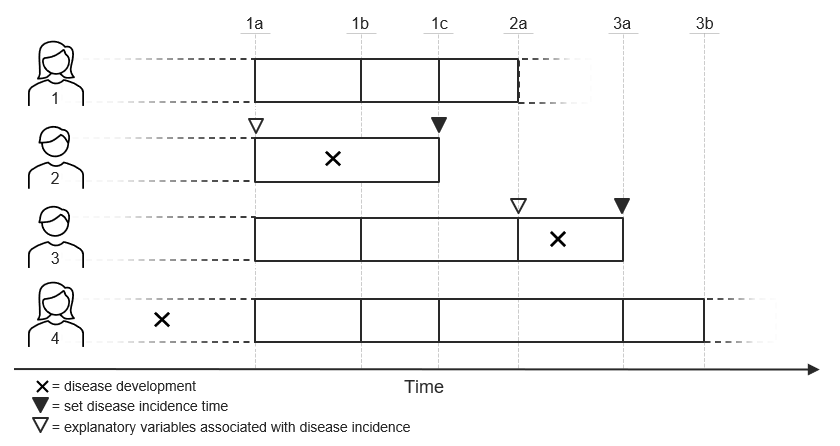 1a 1b 1c 2a 3a 3b
1
2
3
4
Time
= disease development
= set disease incidence time
= explanatory variables associated with disease incidence